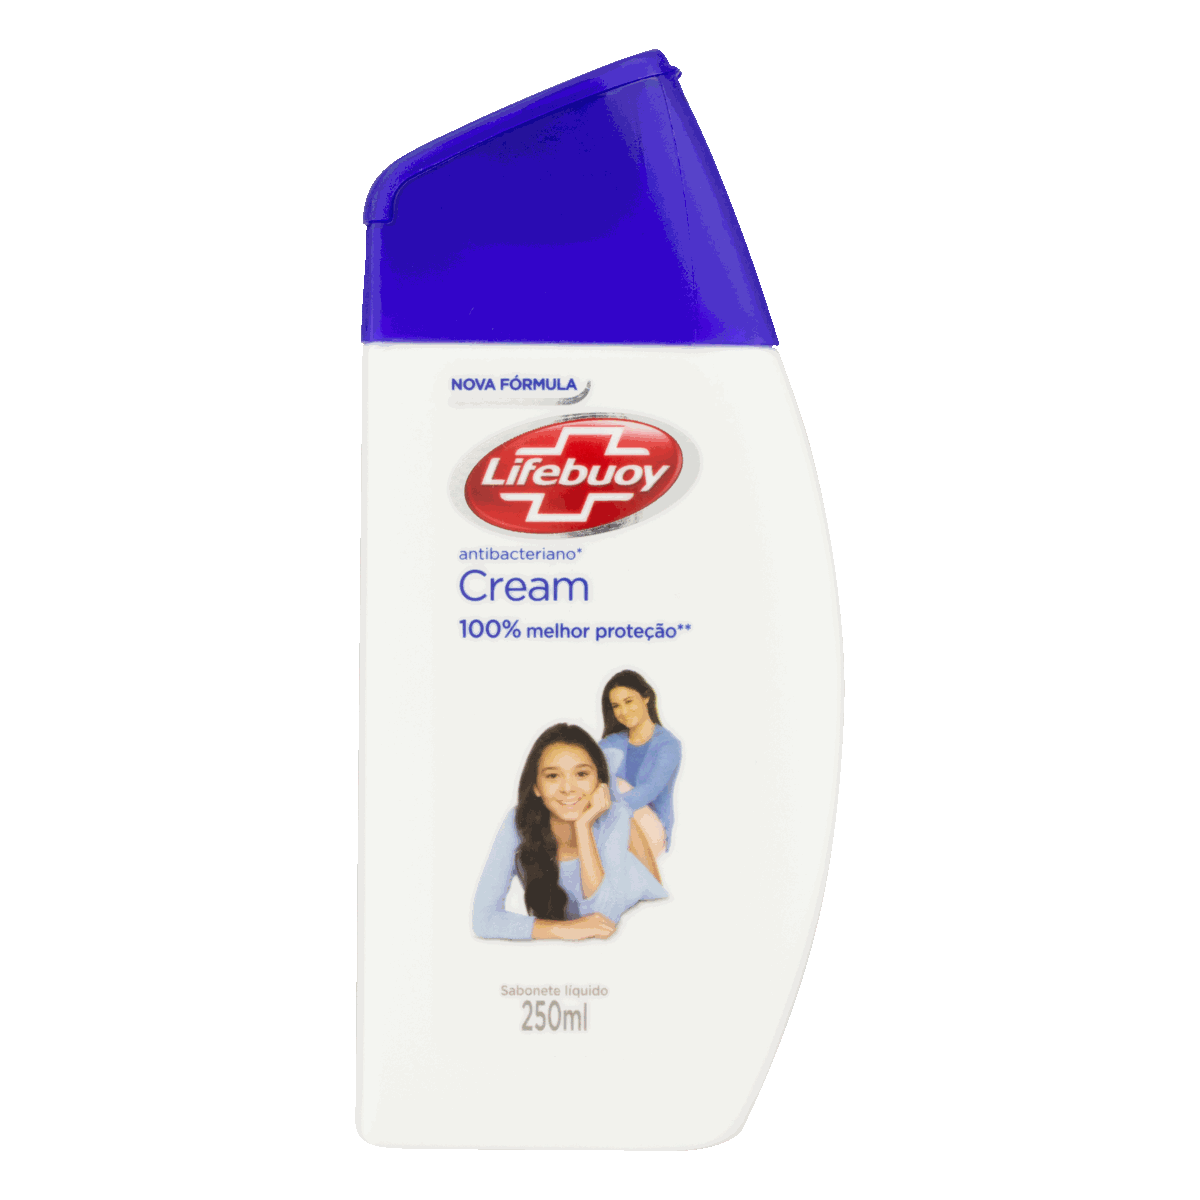 NOVA FÓRMULA
Lifebuoy
antibacteriano*
Cream
100% melhor proteção**
Sabonete líquido
250ml